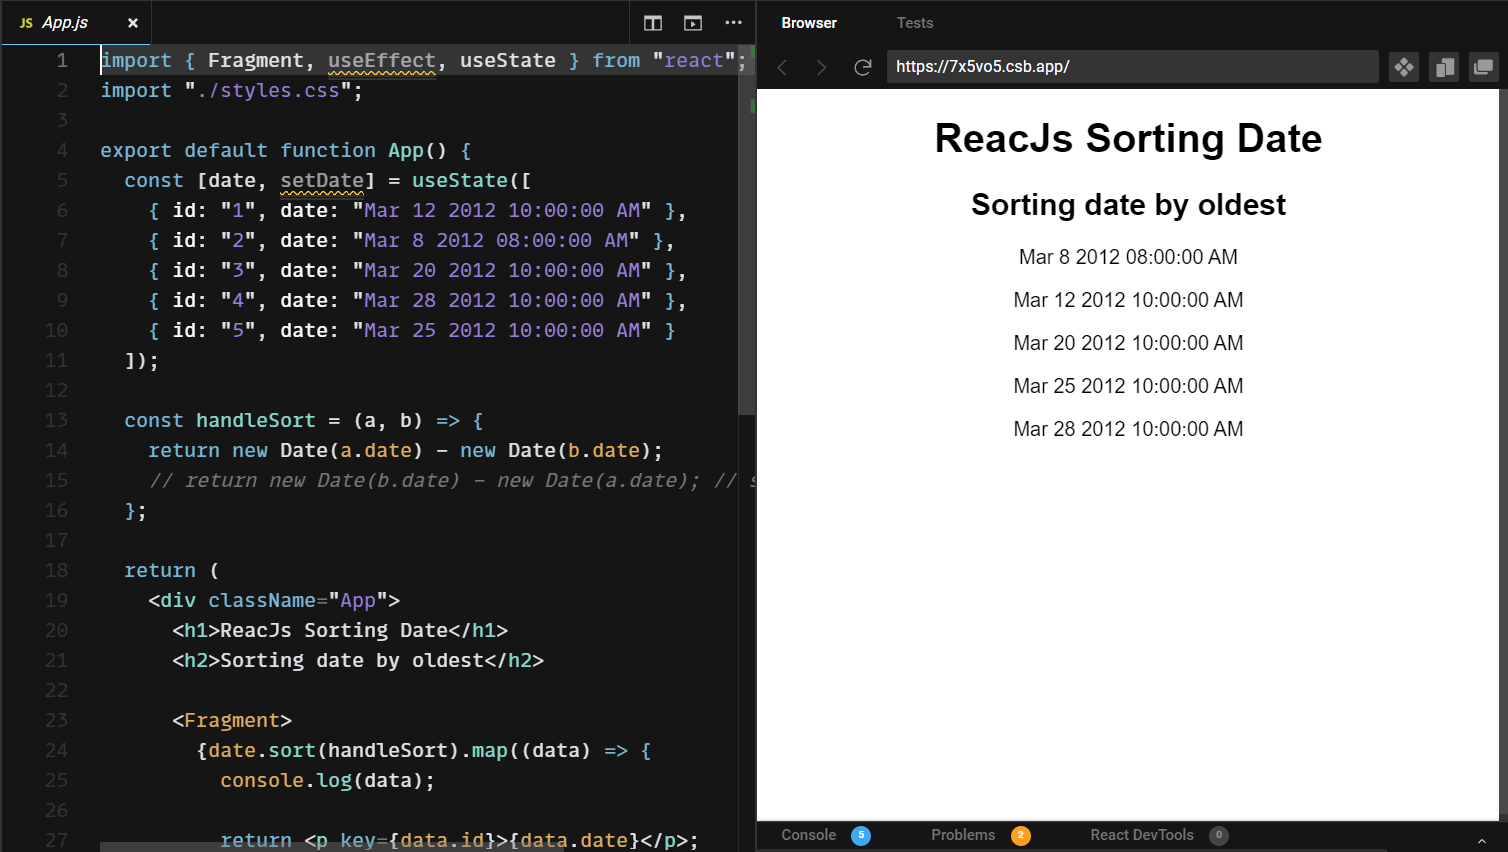 JS App.js ×
1 import { Fragment, useEffect, useState } from "react";
2 import "./styles.css";
3
4 export default function App() {
5 const [date, setDate] = useState([
6 { id: "1", date: "Mar 12 2012 10:00:00 AM" },
7 { id: "2", date: "Mar 8 2012 08:00:00 AM" },
8 { id: "3", date: "Mar 20 2012 10:00:00 AM" },
9 { id: "4", date: "Mar 28 2012 10:00:00 AM" },
10 { id: "5", date: "Mar 25 2012 10:00:00 AM" }
11 ]);
12
13 const handleSort = (a, b) => {
14 return new Date(a.date) - new Date(b.date);
15 // return new Date(b.date) - new Date(a.date); //
16 };
17
18 return (
19 <div className="App">
20 <h1>ReacJs Sorting Date</h1>
21 <h2>Sorting date by oldest</h2>
22
23 <Fragment>
24 {date.sort(handleSort).map((data) => {
25 console.log(data);
26
27 return <p key={data.id}>{data.date}</p>;
Browser Tests
https://7x5vo5.csb.app/
ReacJs Sorting Date
Sorting date by oldest
Mar 8 2012 08:00:00 AM
Mar 12 2012 10:00:00 AM
Mar 20 2012 10:00:00 AM
Mar 25 2012 10:00:00 AM
Mar 28 2012 10:00:00 AM
Console 5 Problems 2 React DevTools 0